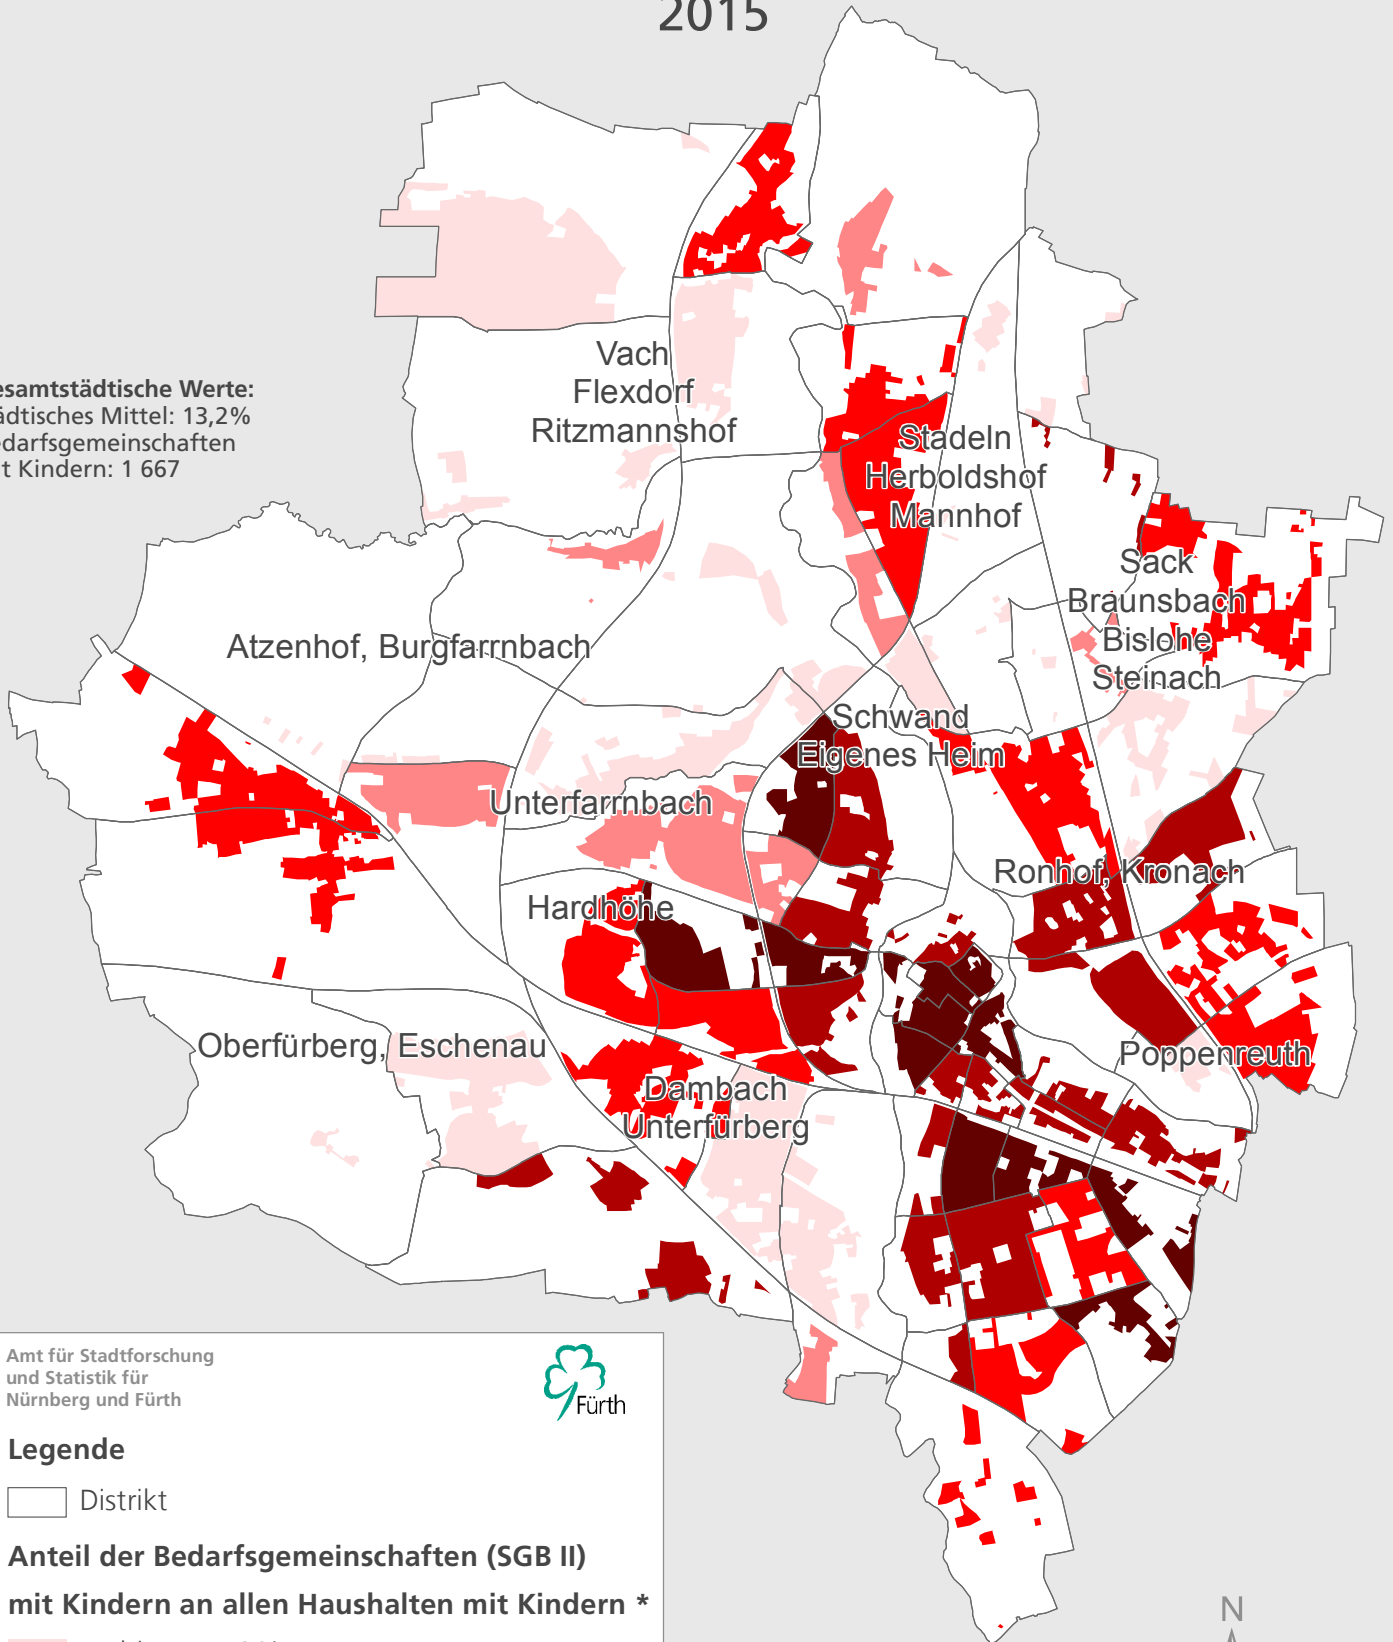 2015
esamtstädtische Werte:
ädtisches Mittel: 13,2%
edarfsgemeinschaften
t Kindern: 1 667
Vach
Flexdorf
Ritzmannshof
Stadeln
Herboldshof
Mannhof
Sack
Braunsbach
Bislohe
Steinach
Atzenhof, Burgfarrnbach
Schwand
Eigenes Heim
Unterfarrnbach
Ronhof, Kronach
Hardhöhe
Oberfürberg, Eschenau
Poppenreuth
Dambach
Unterfürberg
Amt für Stadtforschung
und Statistik für
Nürnberg und Fürth
Fürth
Legende
Distrikt
Anteil der Bedarfsgemeinschaften (SGB II)
mit Kindern an allen Haushalten mit Kindern *
N